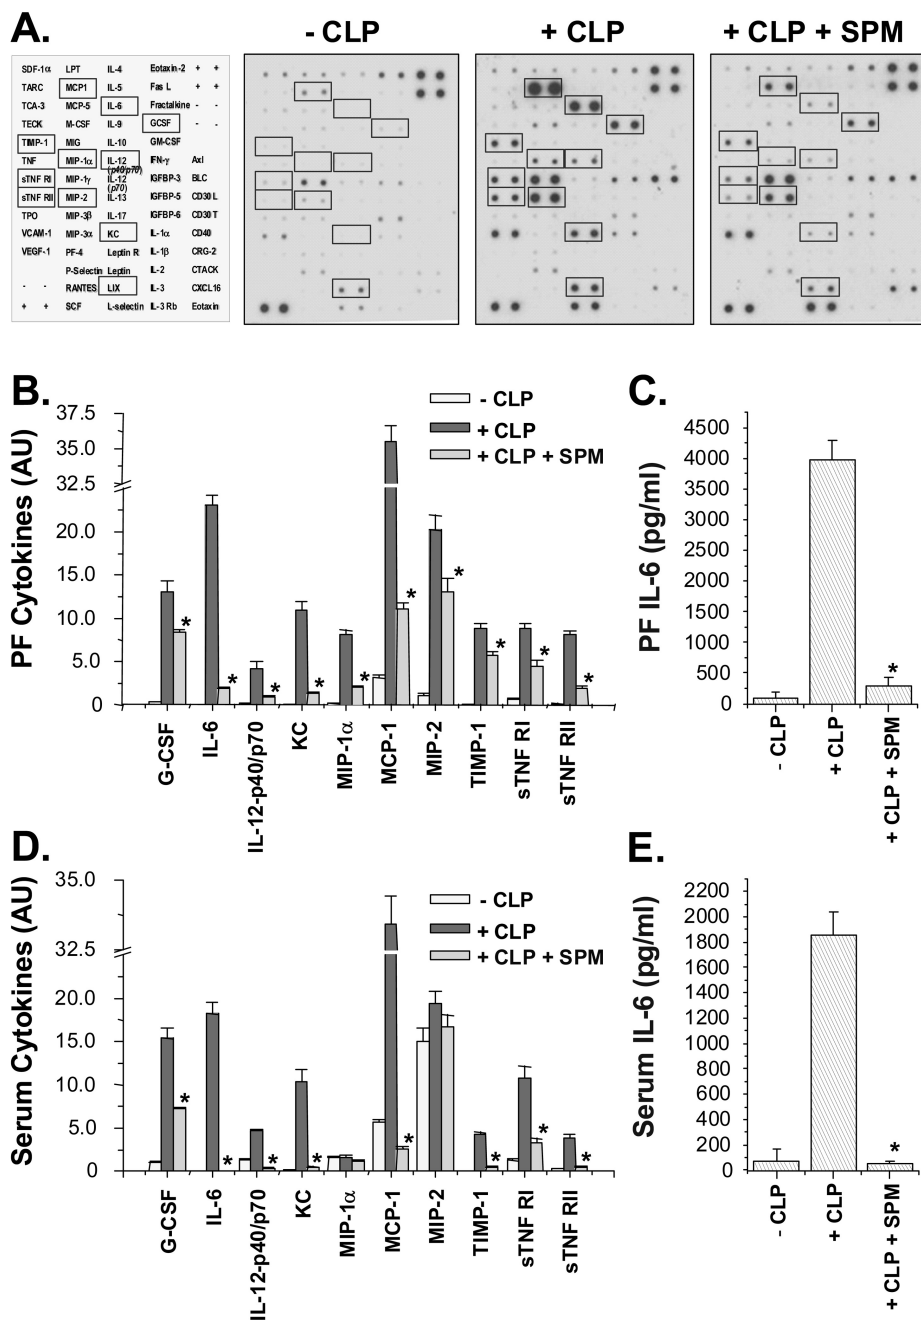 A.
- CLP
+ CLP
+ CLP + SPM
SDF-1α LPT IL-4 Eotaxin-2 + +
TARC MCP1 IL-5 Fas L + +
TCA-3 MCP-5 IL-6 Fractalkine - -
TECK M-CSF IL-9 GCSF - -
TIMP-1 MIG IL-10 GM-CSF
TNF MIP-1α IL-12 (p40/p70) IFN-γ Axl
sTNF RI MIP-1γ IL-12 (p70) IGFBP-3 BLC
sTNF RII MIP-2 IL-13 IGFBP-5 CD30 L
TPO MIP-3β IL-17 IGFBP-6 CD30 T
VCAM-1 MIP-3α KC IL-1α CD40
VEGF-1 PF-4 Leptin R IL-1β CRG-2
P-Selectin Leptin IL-2 CTACK
- - RANTES LIX IL-3 CXCL16
+ + SCF L-selectin IL-3 Rb Eotaxin
B.
- CLP
+ CLP
+ CLP + SPM
PF Cytokines (AU)
37.5
35.0
32.5
20.0
15.0
10.0
5.0
0
* * * * * * * * * *
G-CSF
IL-6
IL-12-p40/p70
KC
MIP-1α
MCP-1
MIP-2
TIMP-1
sTNF RI
sTNF RII
C.
PF IL-6 (pg/ml)
4500
4000
3500
3000
2500
2000
1500
1000
500
0
*
- CLP
+ CLP
+ CLP + SPM
D.
- CLP
+ CLP
+ CLP + SPM
Serum Cytokines (AU)
35.0
32.5
20.0
15.0
10.0
5.0
0
* * * * * * * *
G-CSF
IL-6
IL-12-p40/p70
KC
MIP-1α
MCP-1
MIP-2
TIMP-1
sTNF RI
sTNF RII
E.
Serum IL-6 (pg/ml)
2200
2000
1800
1600
1400
1200
1000
800
600
400
200
0
*
- CLP
+ CLP
+ CLP + SPM